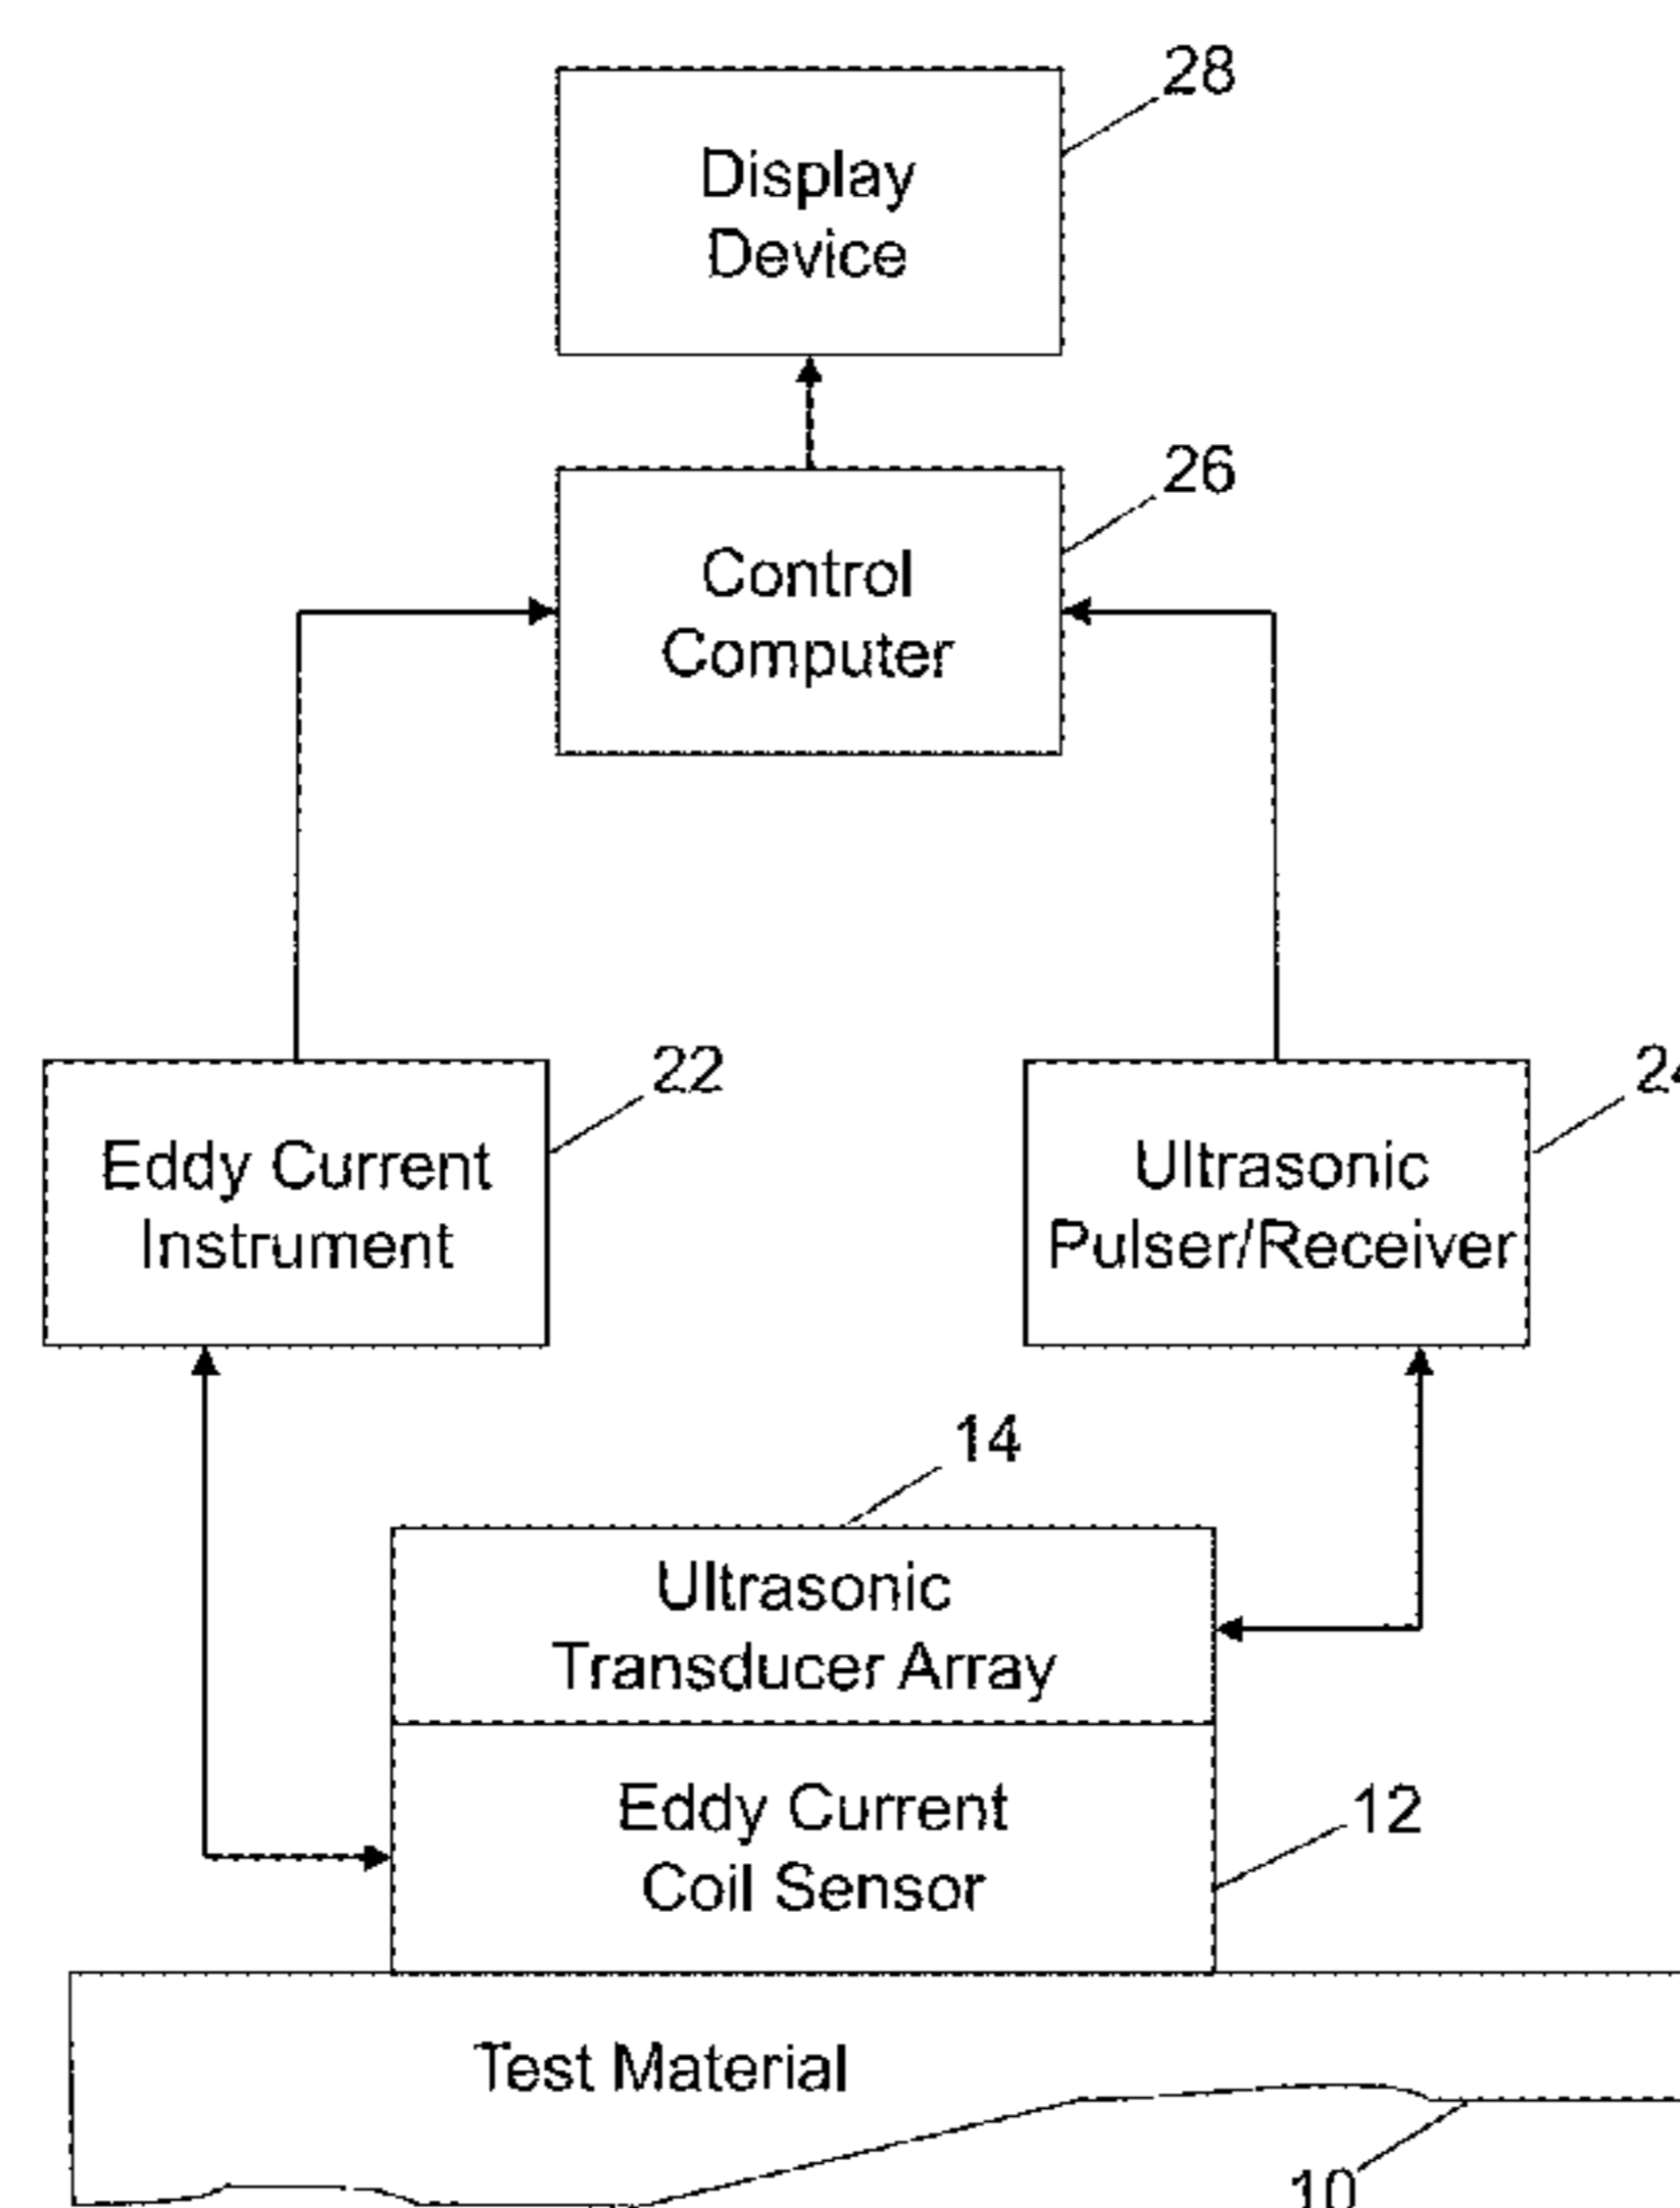 28
Display
Device
26
Control
Computer
22
Eddy Current
Instrument
24
Ultrasonic
Pulser/Receiver
14
Ultrasonic
Transducer Array
Eddy Current
Coil Sensor
12
Test Material
10